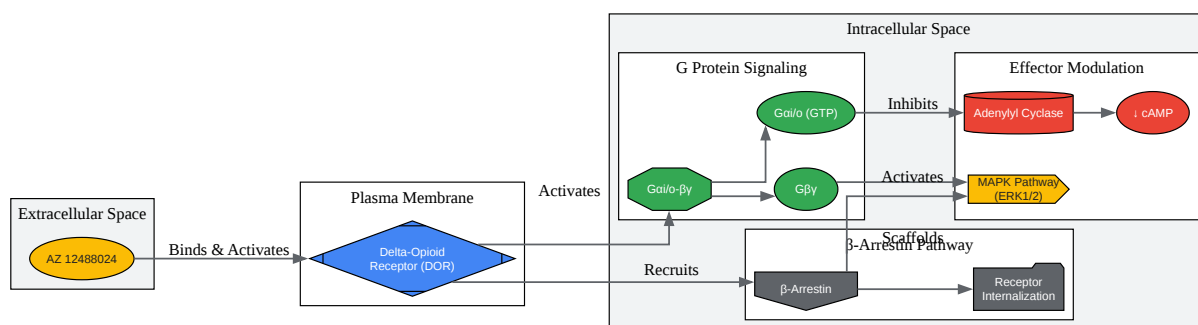 Intracellular Space
G Protein Signaling
Effector Modulation
Gαi/o (GTP)
Inhibits
Adenylyl Cyclase
↓ cAMP
Gαi/o-βγ
Gβγ
Activates
MAPK Pathway
(ERK1/2)
Activates
Plasma Membrane
Extracellular Space
AZ 12488024
Binds & Activates
Delta-Opioid
Receptor (DOR)
Scaffolds
β-Arrestin Pathway
Recruits
β-Arrestin
Receptor
Internalization